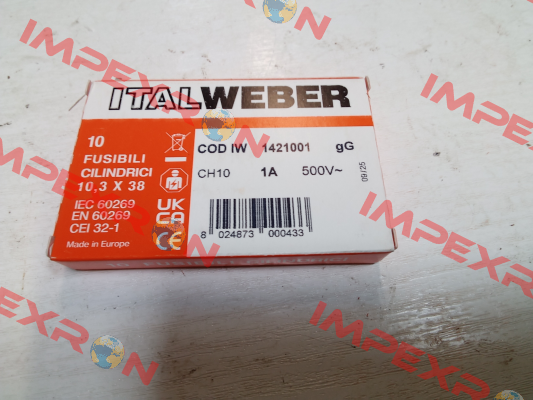 ITALWEBER
10
FUSIBILI
CILINDRICI
10,3 X 38
IEC 60269
EN 60269
CEI 32-1
Made in Europe
UK
CA
CE
COD IW 1421001 gG
CH10 1A 500V~
09/25
8 024873 000433
IMPEXRON
IMPEXRON
IMPEXRON
IMPEXRON
IMPEXRON
IMPEXRON